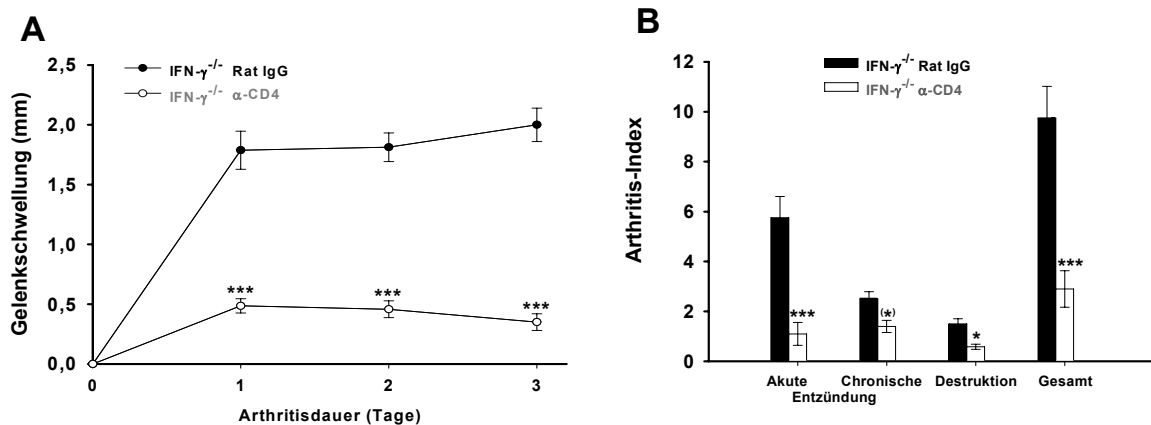 A
2,5
2,0
1,5
1,0
0,5
0,0
Gelenkschwellung (mm)
IFN-γ-/- Rat IgG
IFN-γ-/- α-CD4
***
***
***
0
1
2
3
Arthritisdauer (Tage)
B
12
10
8
6
4
2
0
Arthritis-Index
IFN-γ-/- Rat IgG
IFN-γ-/- α-CD4
***
(*)
*
***
Akute Chronische Destruktion Gesamt
Entzündung